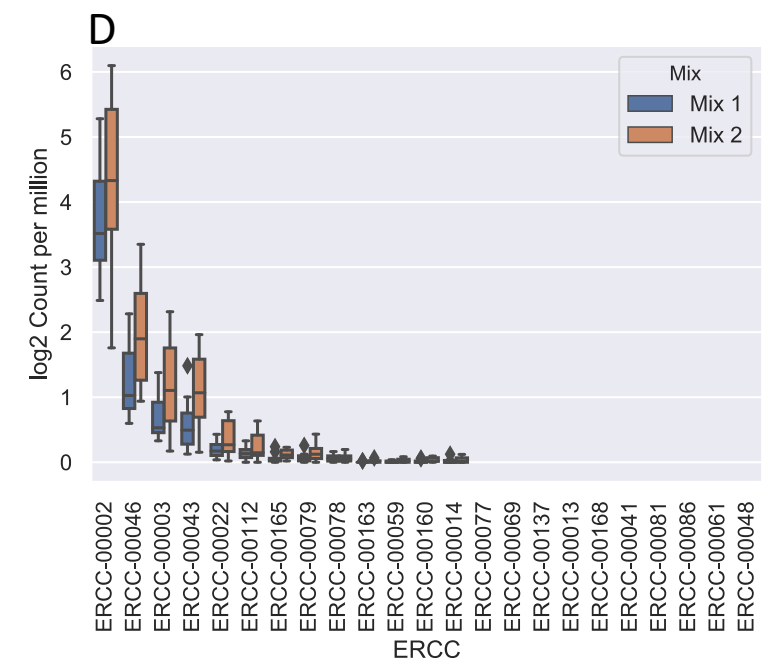 D
6
5
4
3
2
1
0
log2 Count per million
Mix
Mix 1
Mix 2
ERCC-00002
ERCC-00046
ERCC-00003
ERCC-00043
ERCC-00022
ERCC-00112
ERCC-00165
ERCC-00079
ERCC-00078
ERCC-00163
ERCC-00059
ERCC-00160
ERCC-00014
ERCC-00077
ERCC-00069
ERCC-00137
ERCC-00013
ERCC-00168
ERCC-00041
ERCC-00081
ERCC-00086
ERCC-00061
ERCC-00048
ERCC